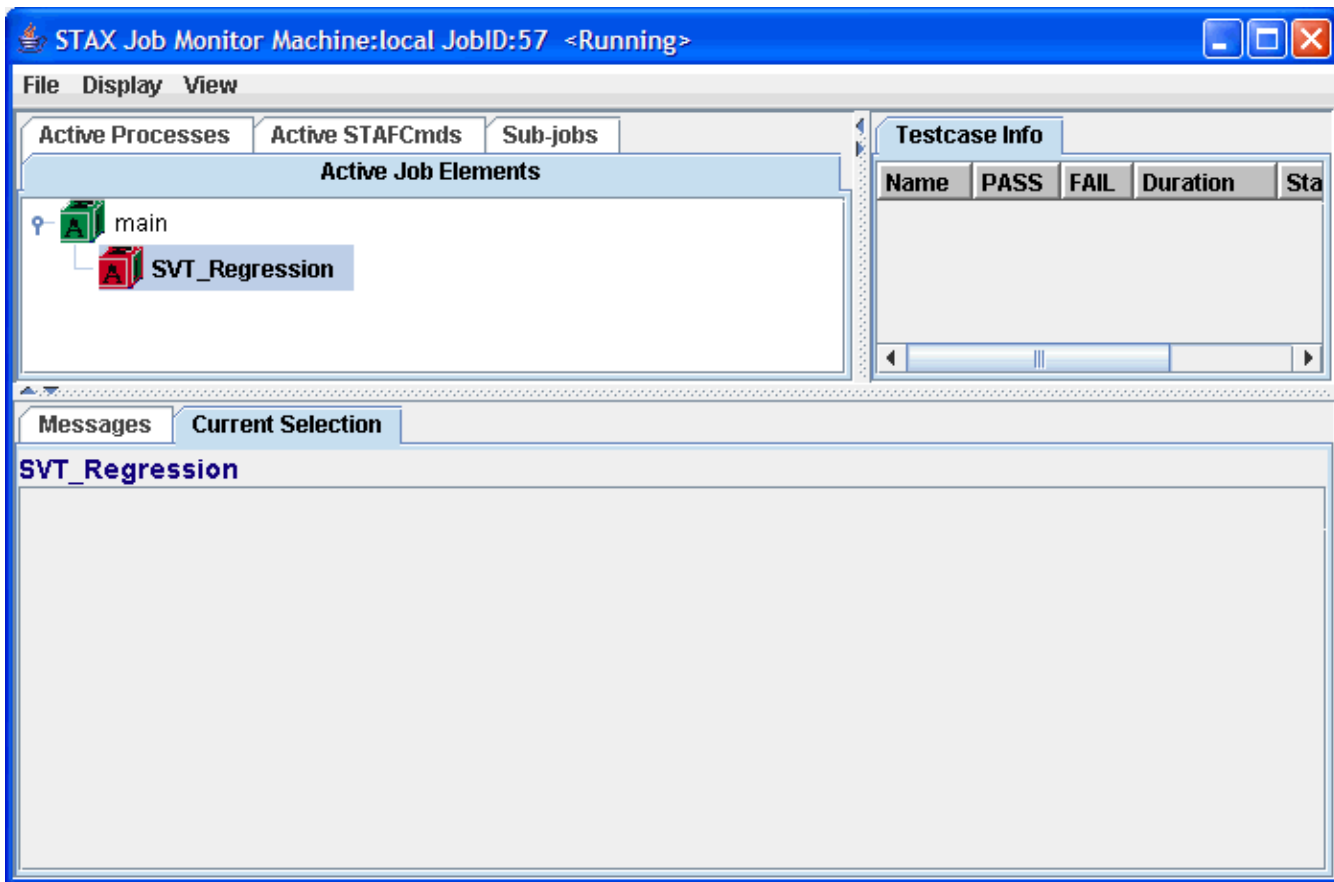 STAX Job Monitor Machine:local JobID:57 <Running>
File Display View
Active Processes Active STAFCmds Sub-jobs
Active Job Elements
A main
A SVT_Regression
Testcase Info
Name PASS FAIL Duration Sta
Messages Current Selection
SVT_Regression